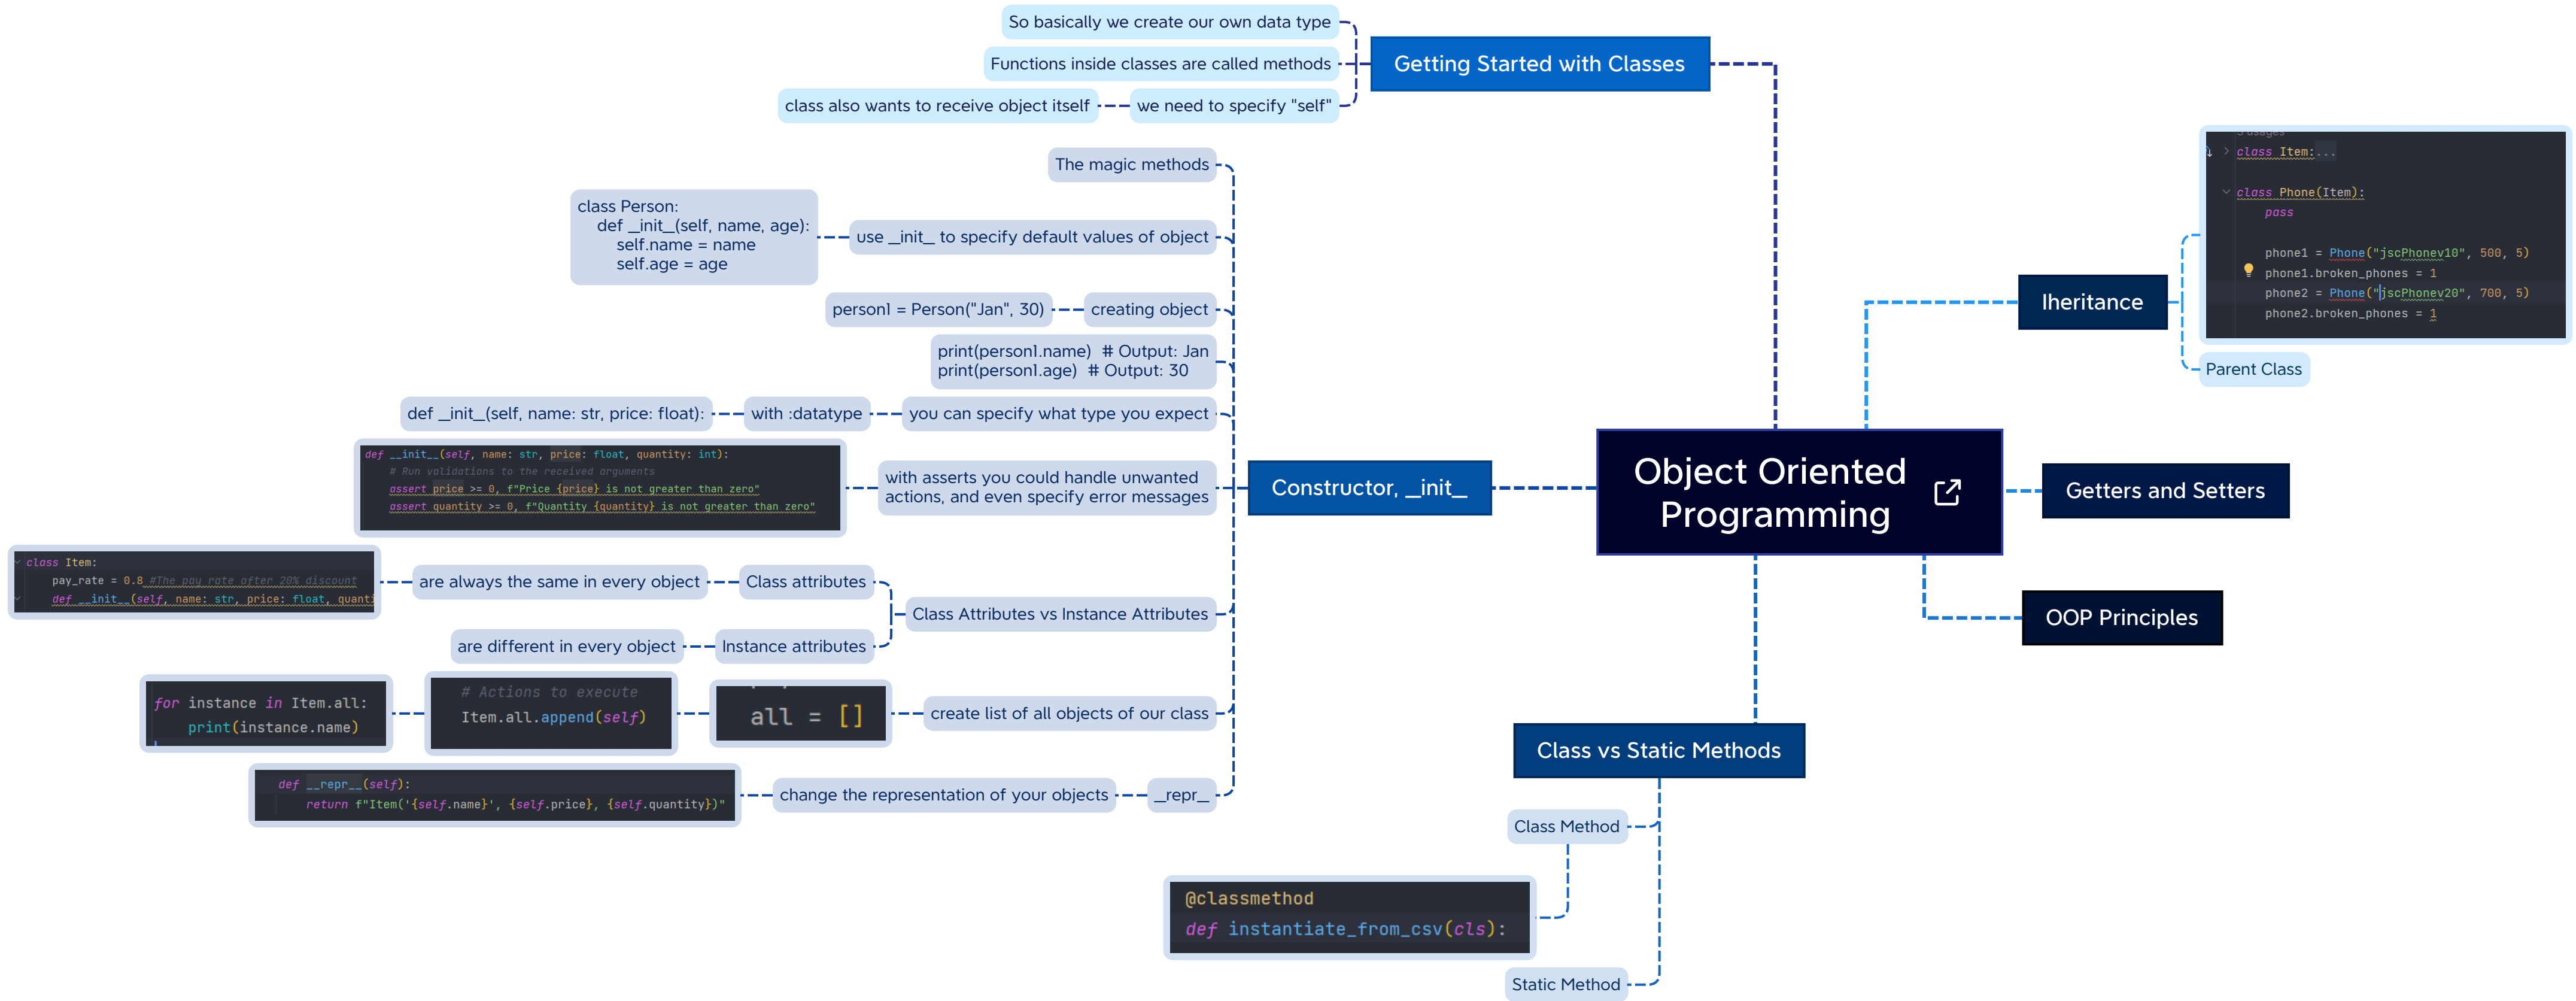 So basically we create our own data type
Functions inside classes are called methods
class also wants to receive object itself
we need to specify "self"
Getting Started with Classes
The magic methods
class Person:
def _init_(self, name, age):
self.name = name
self.age = age
use _init_ to specify default values of object
person1 = Person("Jan", 30)
creating object
print(person1.name)  # Output: Jan
print(person1.age)  # Output: 30
def _init_(self, name: str, price: float):
with :datatype
you can specify what type you expect
def __init__(self, name: str, price: float, quantity: int):
# Run validations to the received arguments
assert price >= 0, f"Price {price} is not greater than zero"
assert quantity >= 0, f"Quantity {quantity} is not greater than zero"
with asserts you could handle unwanted
actions, and even specify error messages
Constructor, _init_
class Item:
pay_rate = 0.8 #The pay rate after 20% discount
def __init__(self, name: str, price: float, quanti
are always the same in every object
Class attributes
Class Attributes vs Instance Attributes
are different in every object
Instance attributes
for instance in Item.all:
print(instance.name)
# Actions to execute
Item.all.append(self)
all = []
create list of all objects of our class
def __repr__(self):
return f"Item('{self.name}', {self.price}, {self.quantity})"
change the representation of your objects
_repr_
Object Oriented
Programming
Iheritance
3 usages
class Item:...
class Phone(Item):
pass
phone1 = Phone("jscPhonev10", 500, 5)
phone1.broken_phones = 1
phone2 = Phone("jscPhonev20", 700, 5)
phone2.broken_phones = 1
Parent Class
Getters and Setters
OOP Principles
Class vs Static Methods
Class Method
@classmethod
def instantiate_from_csv(cls):
Static Method